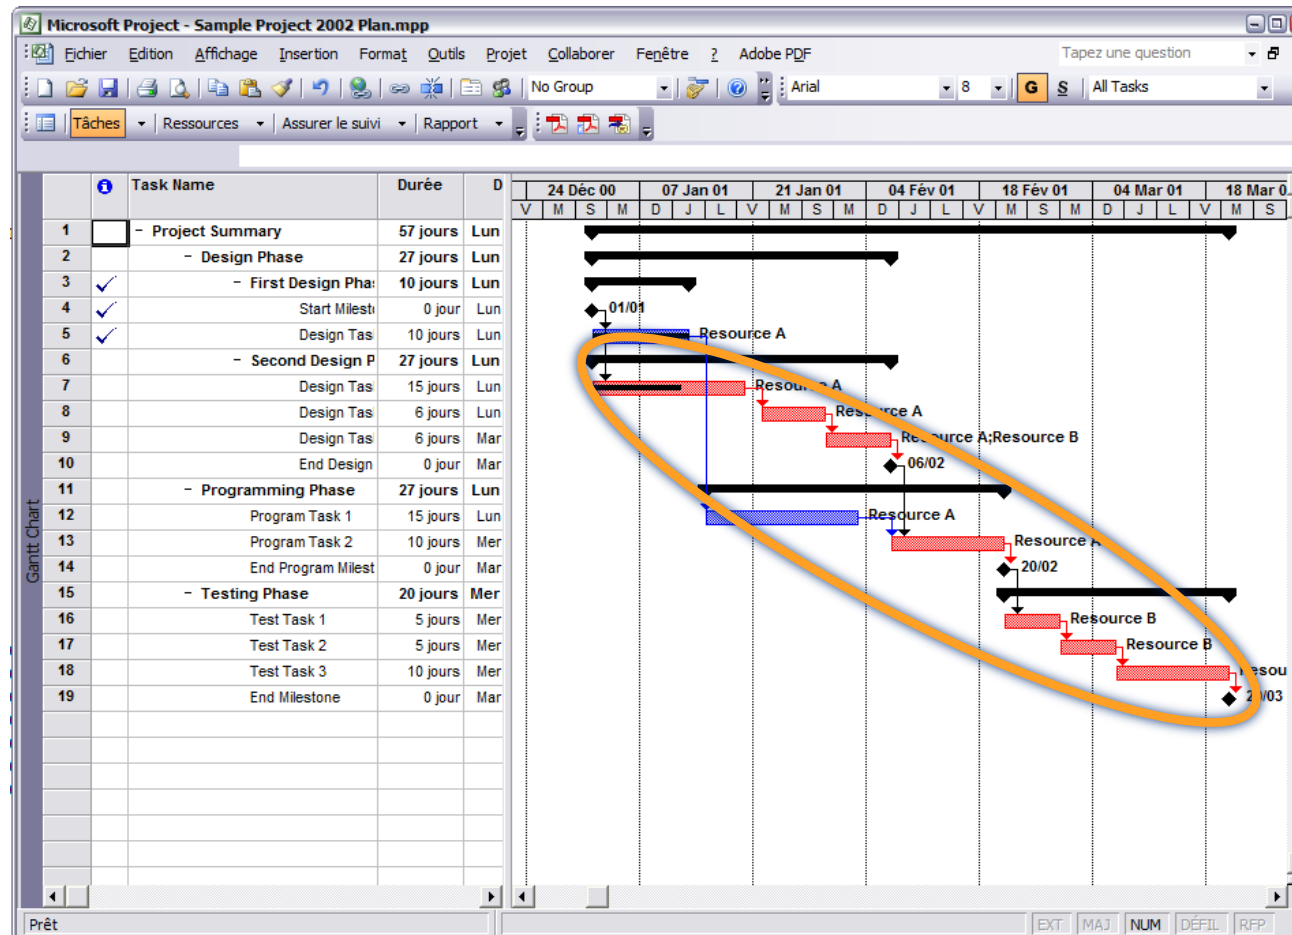 Microsoft Project - Sample Project 2002 Plan.mpp
Fichier Edition Affichage Insertion Format Outils Projet Collaborer Fenêtre ? Adobe PDF Tapez une question
No Group Arial 8 G S All Tasks
Tâches Ressources Assurer le suivi Rapport
Task Name Durée D 24 Déc 00 07 Jan 01 21 Jan 01 04 Fév 01 18 Fév 01 04 Mar 01 18 Mar 0
V M S M D J L V M S M D J L V M S M D J L V M S
1 - Project Summary 57 jours Lun
2 - Design Phase 27 jours Lun
3 - First Design Pha 10 jours Lun
4 Start Milest 0 jour Lun 01/01
5 Design Tas 10 jours Lun Resource A
6 - Second Design P 27 jours Lun
7 Design Tas 15 jours Lun Resource A
8 Design Tas 6 jours Lun Resource A
9 Design Tas 6 jours Mar Resource A;Resource B
10 End Design 0 jour Mar 06/02
11 - Programming Phase 27 jours Lun
12 Program Task 1 15 jours Lun Resource A
13 Program Task 2 10 jours Mer Resource A
14 End Program Milest 0 jour Mar 20/02
15 - Testing Phase 20 jours Mer
16 Test Task 1 5 jours Mer Resource B
17 Test Task 2 5 jours Mer Resource B
18 Test Task 3 10 jours Mer Resou
19 End Milestone 0 jour Mar 20/03
Gantt Chart
Prêt EXT MAJ NUM DÉFIL RFP